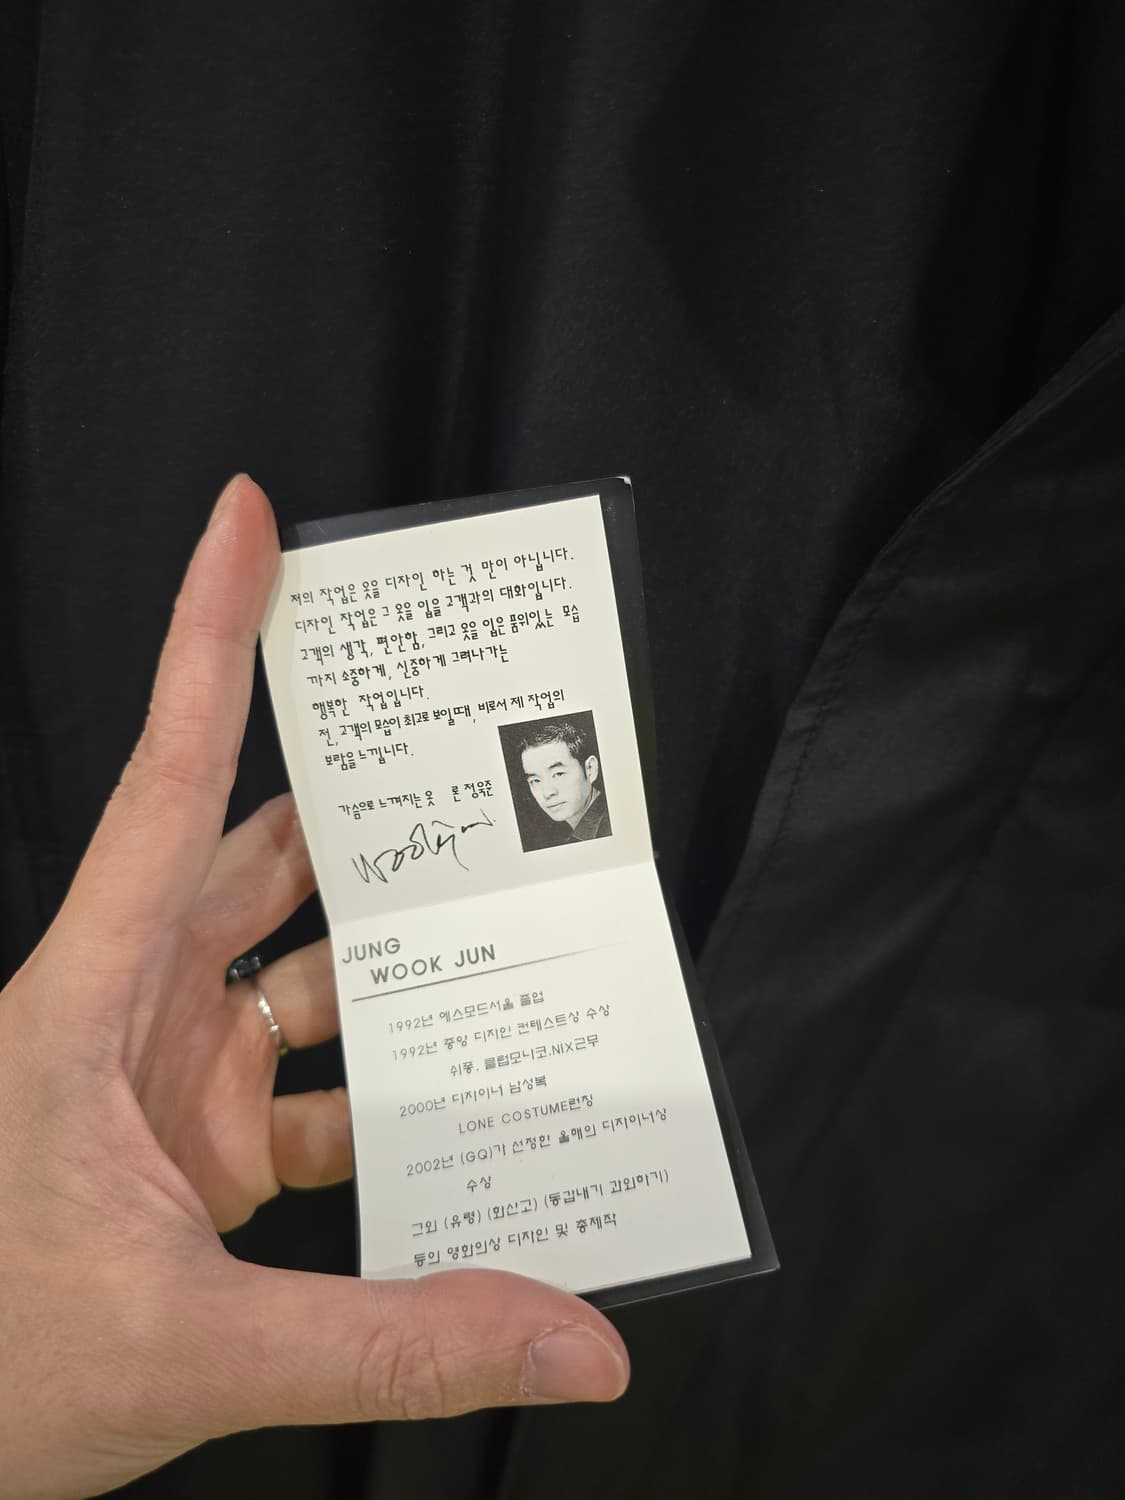 저의 작업은 옷을 디자인 하는 것 만이 아닙니다.
디자인 작업은 그 옷을 입을 고객과의 대화입니다.
고객의 생각, 편안함, 그리고 옷을 입은 품위있는 모습
까지 소중하게, 신중하게 그려나가는
행복한 작업입니다.
전, 고객의 모습이 최고로 보일때, 비로서 제 작업의
보람을 느끼입니다.
가슴으로 느껴지는 옷 론 정욱준
JUNG
WOOK JUN
1992년 에스모드서울 졸업
1992년 중앙 디자인 컨테스트상 수상
쉬퐁, 클럽모나코,NIX근무
2000년 디자이너 남성복
LONE COSTUME런칭
2002년 (GQ)가 선정한 올해의 디자이너상
수상
그외 (유령) (화산고) (동갑내기 과외하기)
등의 영화의상 디자인 및 총제작